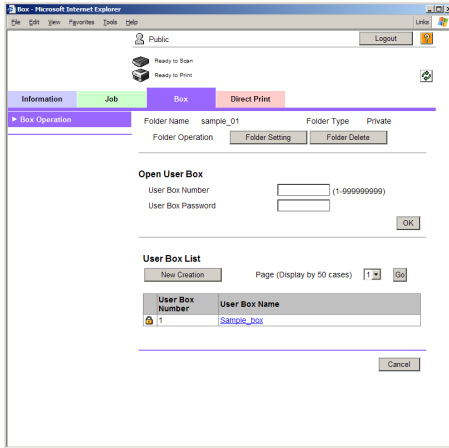 Box - Microsoft Internet Explorer
File Edit View Favorites Tools Help
Links
Public
Logout
?
Ready to Scan
Ready to Print
Information Job Box Direct Print
Box Operation
Folder Name sample_01 Folder Type Private
Folder Operation Folder Setting Folder Delete
Open User Box
User Box Number (1-999999999)
User Box Password
OK
User Box List
New Creation Page (Display by 50 cases) 1 Go
User Box Number User Box Name
1 Sample_box
Cancel